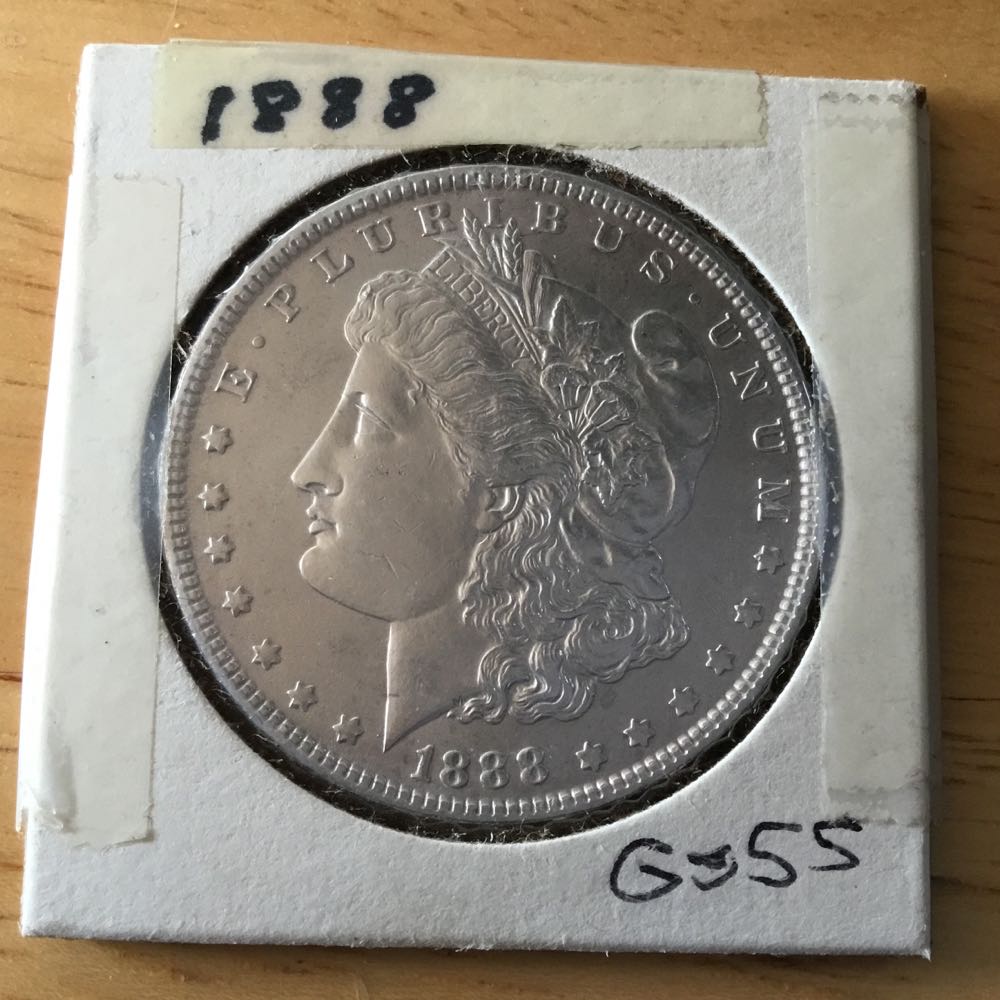 1888
E · PLURIBUS · UNUM
LIBERTY
1888